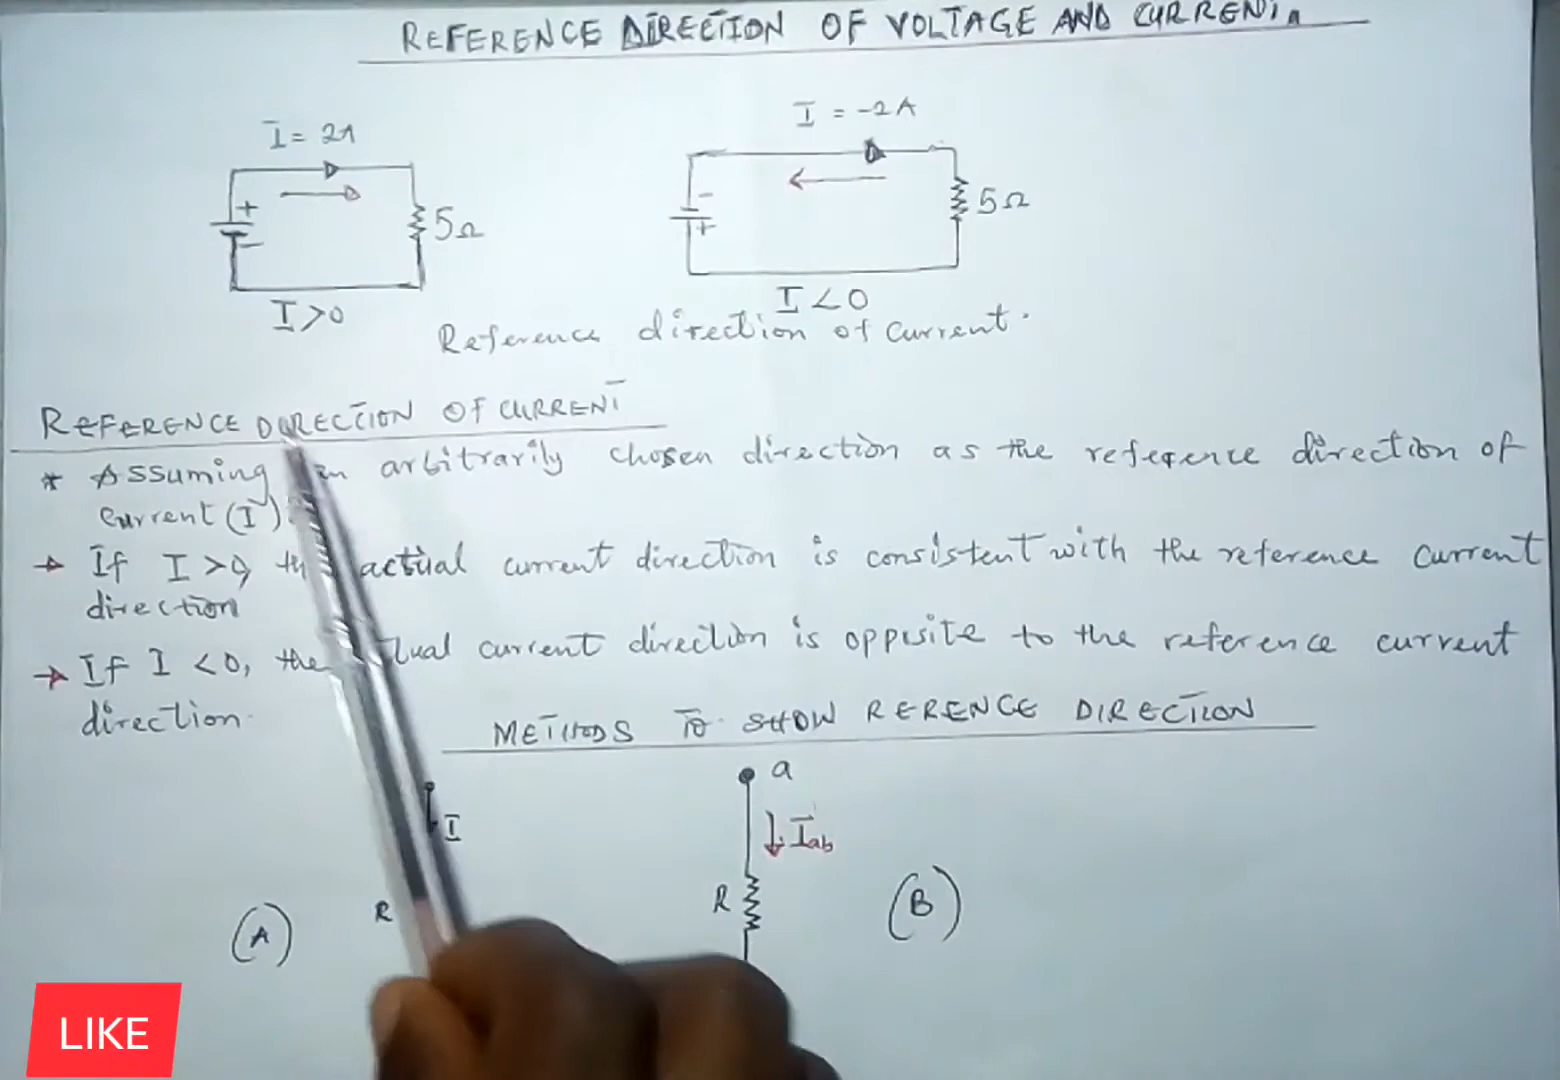 REFERENCE DIRECTION OF VOLTAGE AND CURRENT
I = 2A
I = -2A
+
-
5Ω
-
+
5Ω
I>0
I<0
Reference direction of current.
REFERENCE DIRECTION OF CURRENT
* Assuming an arbitrarily chosen direction as the reference direction of
current (I)
→ If I >0, the actual current direction is consistent with the reference current
direction
→ If I <0, the actual current direction is opposite to the reference current
direction.
METHODS TO SHOW RERENCE DIRECTION
a
I
Iab
R
R
(A)
(B)
LIKE